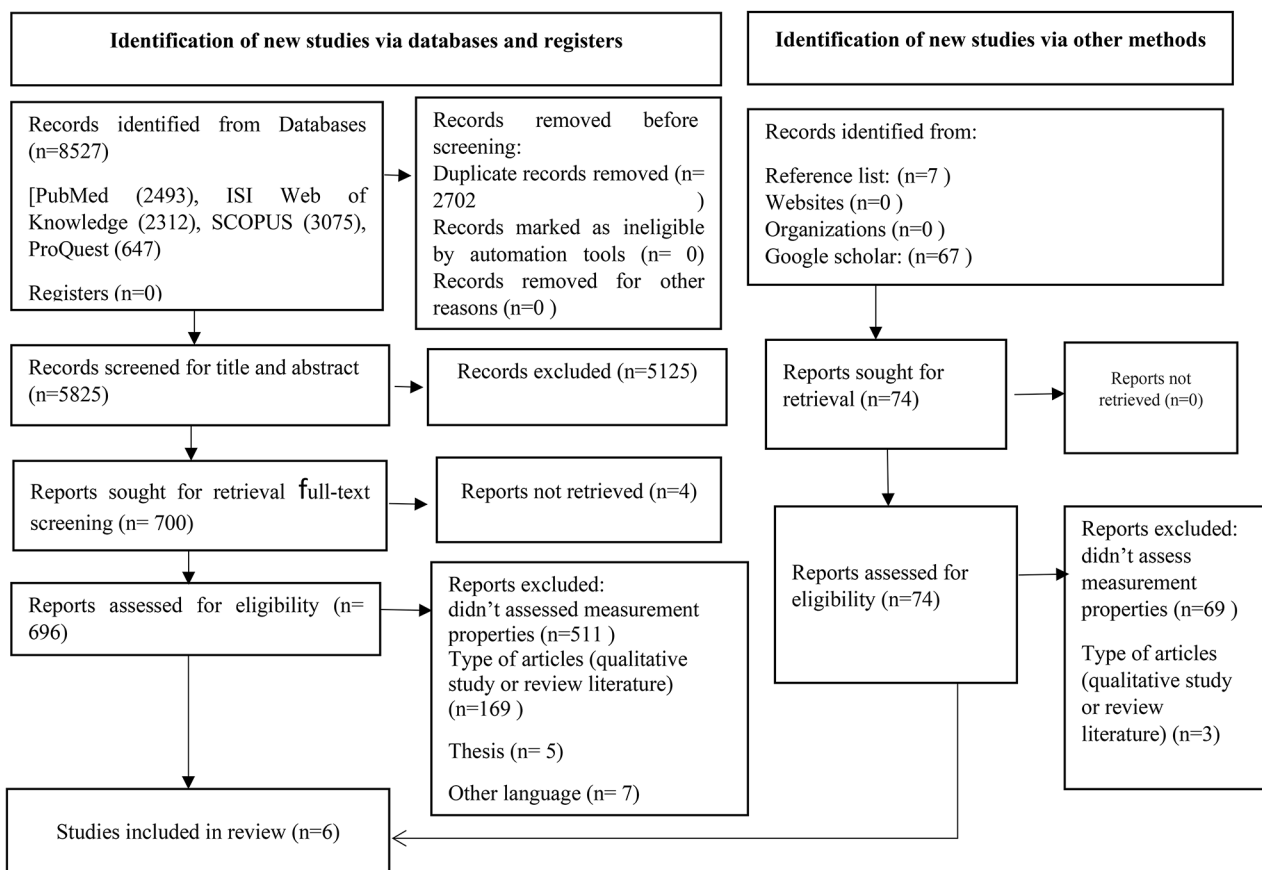 Identification of new studies via databases and registers
Identification of new studies via other methods
Records identified from Databases
(n=8527)
[PubMed (2493), ISI Web of
Knowledge (2312), SCOPUS (3075),
ProQuest (647)
Registers (n=0)
Records removed before
screening:
Duplicate records removed (n=
2702 )
Records marked as ineligible
by automation tools (n= 0)
Records removed for other
reasons (n=0 )
Records identified from:
Reference list: (n=7 )
Websites (n=0 )
Organizations (n=0 )
Google scholar: (n=67 )
Records screened for title and abstract
(n=5825)
Records excluded (n=5125)
Reports sought for
retrieval (n=74)
Reports not
retrieved (n=0)
Reports sought for retrieval full-text
screening (n= 700)
Reports not retrieved (n=4)
Reports assessed for eligibility (n=
696)
Reports excluded:
didn’t assessed measurement
properties (n=511 )
Type of articles (qualitative
study or review literature)
(n=169 )
Thesis (n= 5)
Other language (n= 7)
Reports assessed for
eligibility (n=74)
Reports excluded:
didn’t assess
measurement
properties (n=69 )
Type of articles
(qualitative study
or review
literature) (n=3)
Studies included in review (n=6)